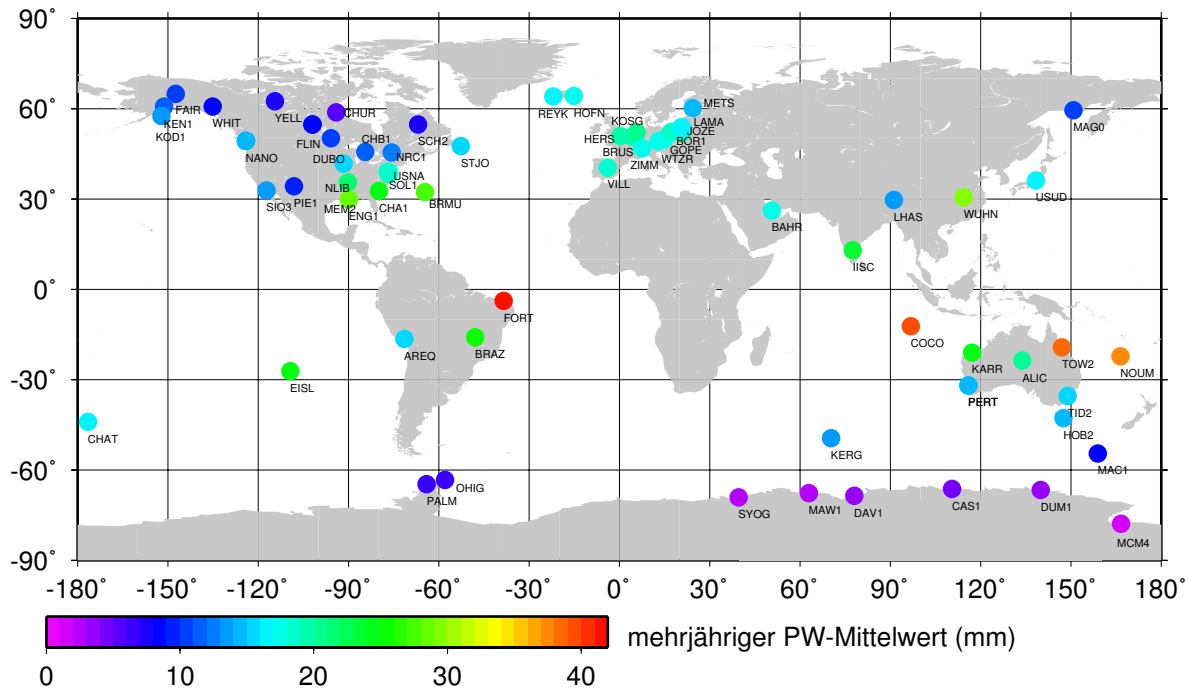 90°
60°
30°
0°
-30°
-60°
-90°
FAIR
KEN1
KOD1
WHIT
YELL
CHUR
FLIN
CHB1
SCH2
DUBO
NRC1
STJO
NANO
USNA
SOL1
NLIB
SIO3
PIE1
MEM2
ENG1
CHA1
BRMU
REYK
HOFN
METS
KOSG
LAMA
HERS
JOZE
BOR1
BRUS
GOPE
WTZR
ZIMM
VILL
MAG0
USUD
BAHR
LHAS
WUHN
IISC
FORT
AREQ
BRAZ
EISL
CHAT
COCO
KARR
ALIC
TOW2
NOUM
PERT
TID2
HOB2
KERG
MAC1
PALM
OHIG
SYOG
MAW1
DAV1
CAS1
DUM1
MCM4
-180°
-150°
-120°
-90°
-60°
-30°
0°
30°
60°
90°
120°
150°
180°
mehrjähriger PW-Mittelwert (mm)
0
10
20
30
40